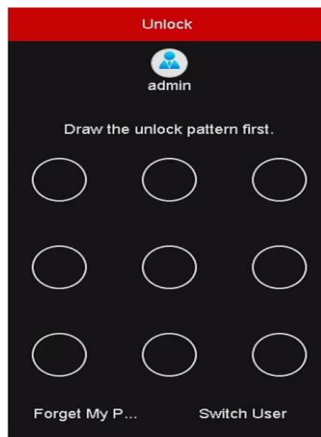 Unlock
admin
Draw the unlock pattern first.
Forget My P...
Switch User